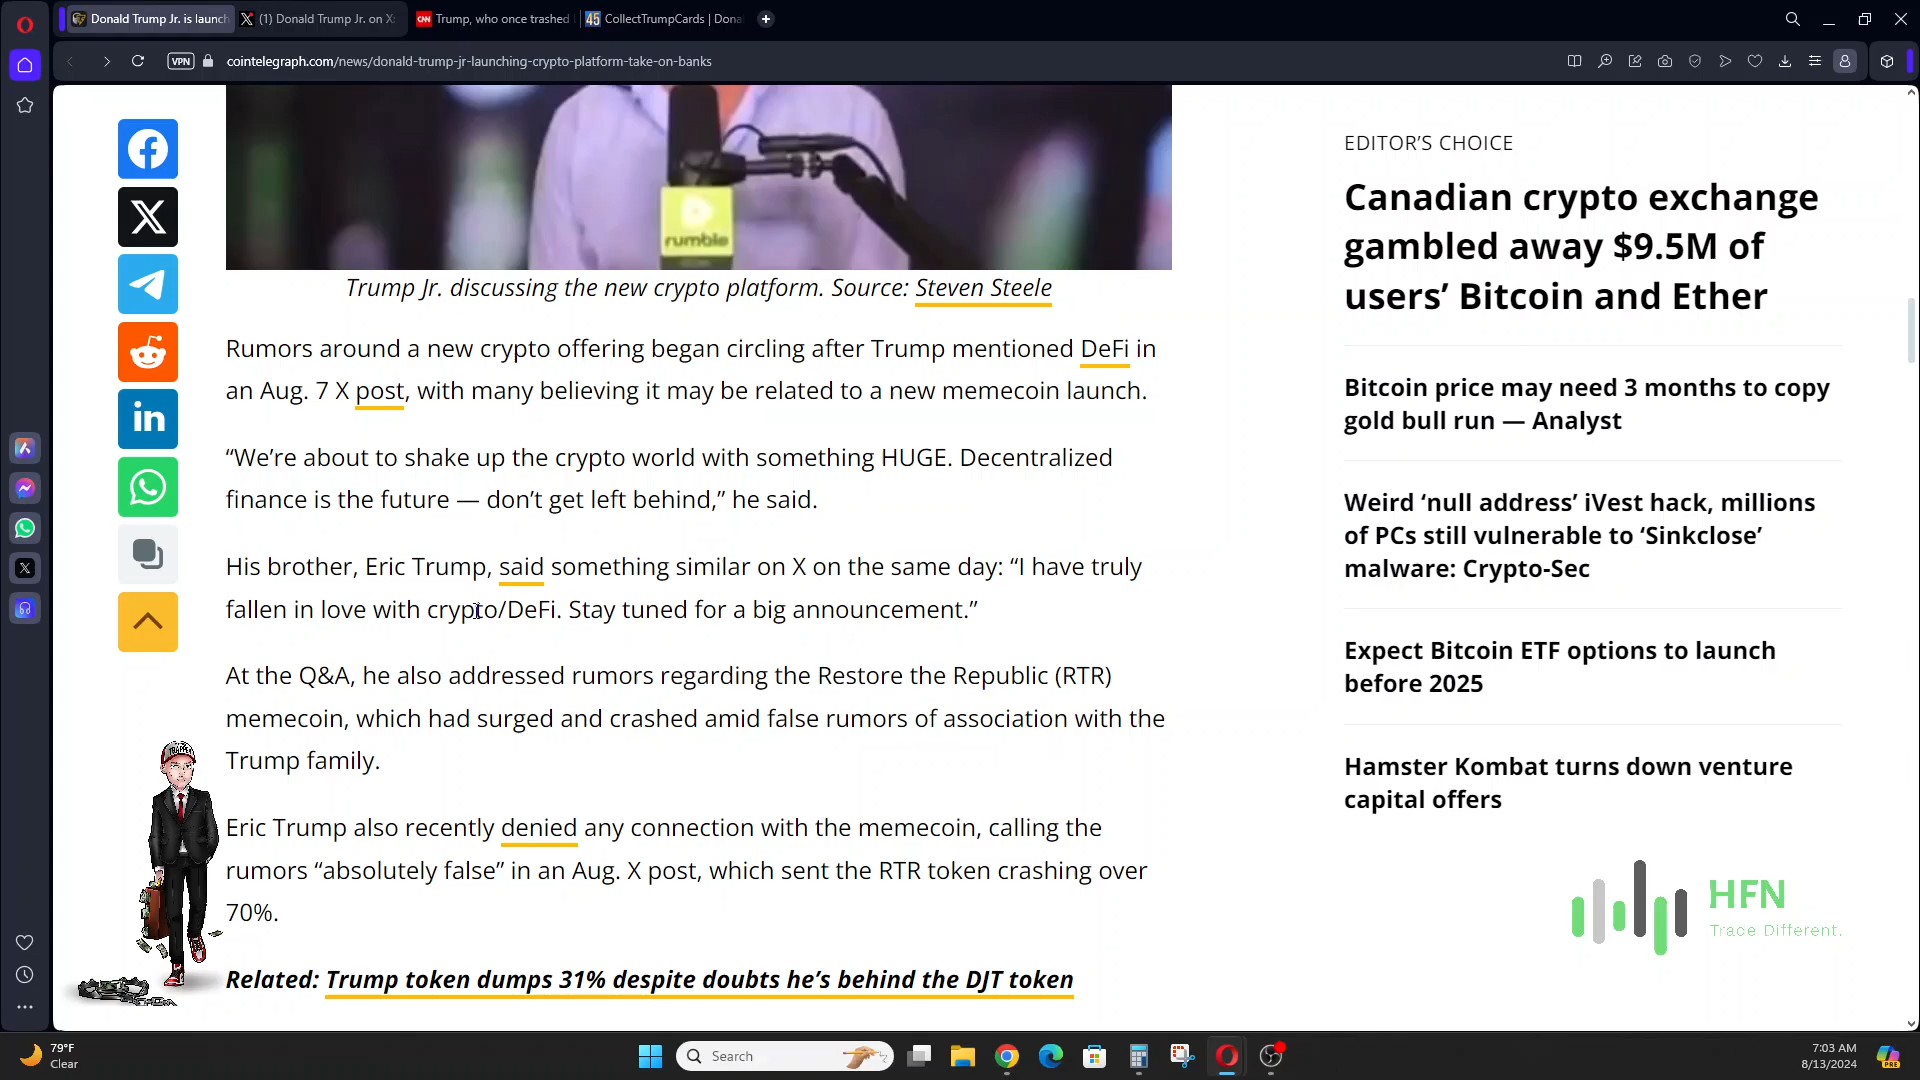 Donald Trump Jr. is launch
(1) Donald Trump Jr. on X:
CNN Trump, who once trashed
45 CollectTrumpCards | Dona
VPN cointelegraph.com/news/donald-trump-jr-launching-crypto-platform-take-on-banks
rumble
Trump Jr. discussing the new crypto platform. Source: Steven Steele
Rumors around a new crypto offering began circling after Trump mentioned DeFi in
an Aug. 7 X post, with many believing it may be related to a new memecoin launch.
“We’re about to shake up the crypto world with something HUGE. Decentralized
finance is the future — don’t get left behind,” he said.
His brother, Eric Trump, said something similar on X on the same day: “I have truly
fallen in love with crypto/DeFi. Stay tuned for a big announcement.”
At the Q&A, he also addressed rumors regarding the Restore the Republic (RTR)
memecoin, which had surged and crashed amid false rumors of association with the
Trump family.
Eric Trump also recently denied any connection with the memecoin, calling the
rumors “absolutely false” in an Aug. X post, which sent the RTR token crashing over
70%.
Related: Trump token dumps 31% despite doubts he’s behind the DJT token
EDITOR’S CHOICE
Canadian crypto exchange
gambled away $9.5M of
users’ Bitcoin and Ether
Bitcoin price may need 3 months to copy
gold bull run — Analyst
Weird ‘null address’ iVest hack, millions
of PCs still vulnerable to ‘Sinkclose’
malware: Crypto-Sec
Expect Bitcoin ETF options to launch
before 2025
Hamster Kombat turns down venture
capital offers
HFN
Trade Different.
TRAPPER
79°F
Clear
Search
7:03 AM
8/13/2024
PRE